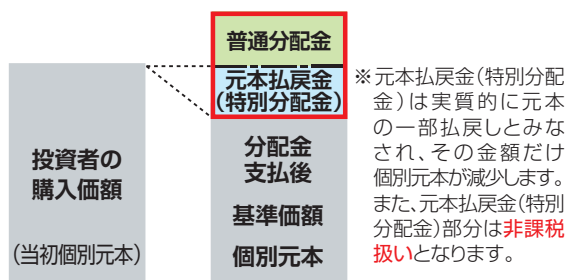 普通分配金
元本払戻金
(特別分配金)
投資者の
購入価額
(当初個別元本)
分配金
支払後
基準価額
個別元本
※元本払戻金(特別分配
金)は実質的に元本
の一部払戻しとみな
され、その金額だけ
個別元本が減少します。
また、元本払戻金(特別
分配金)部分は非課税
扱いとなります。